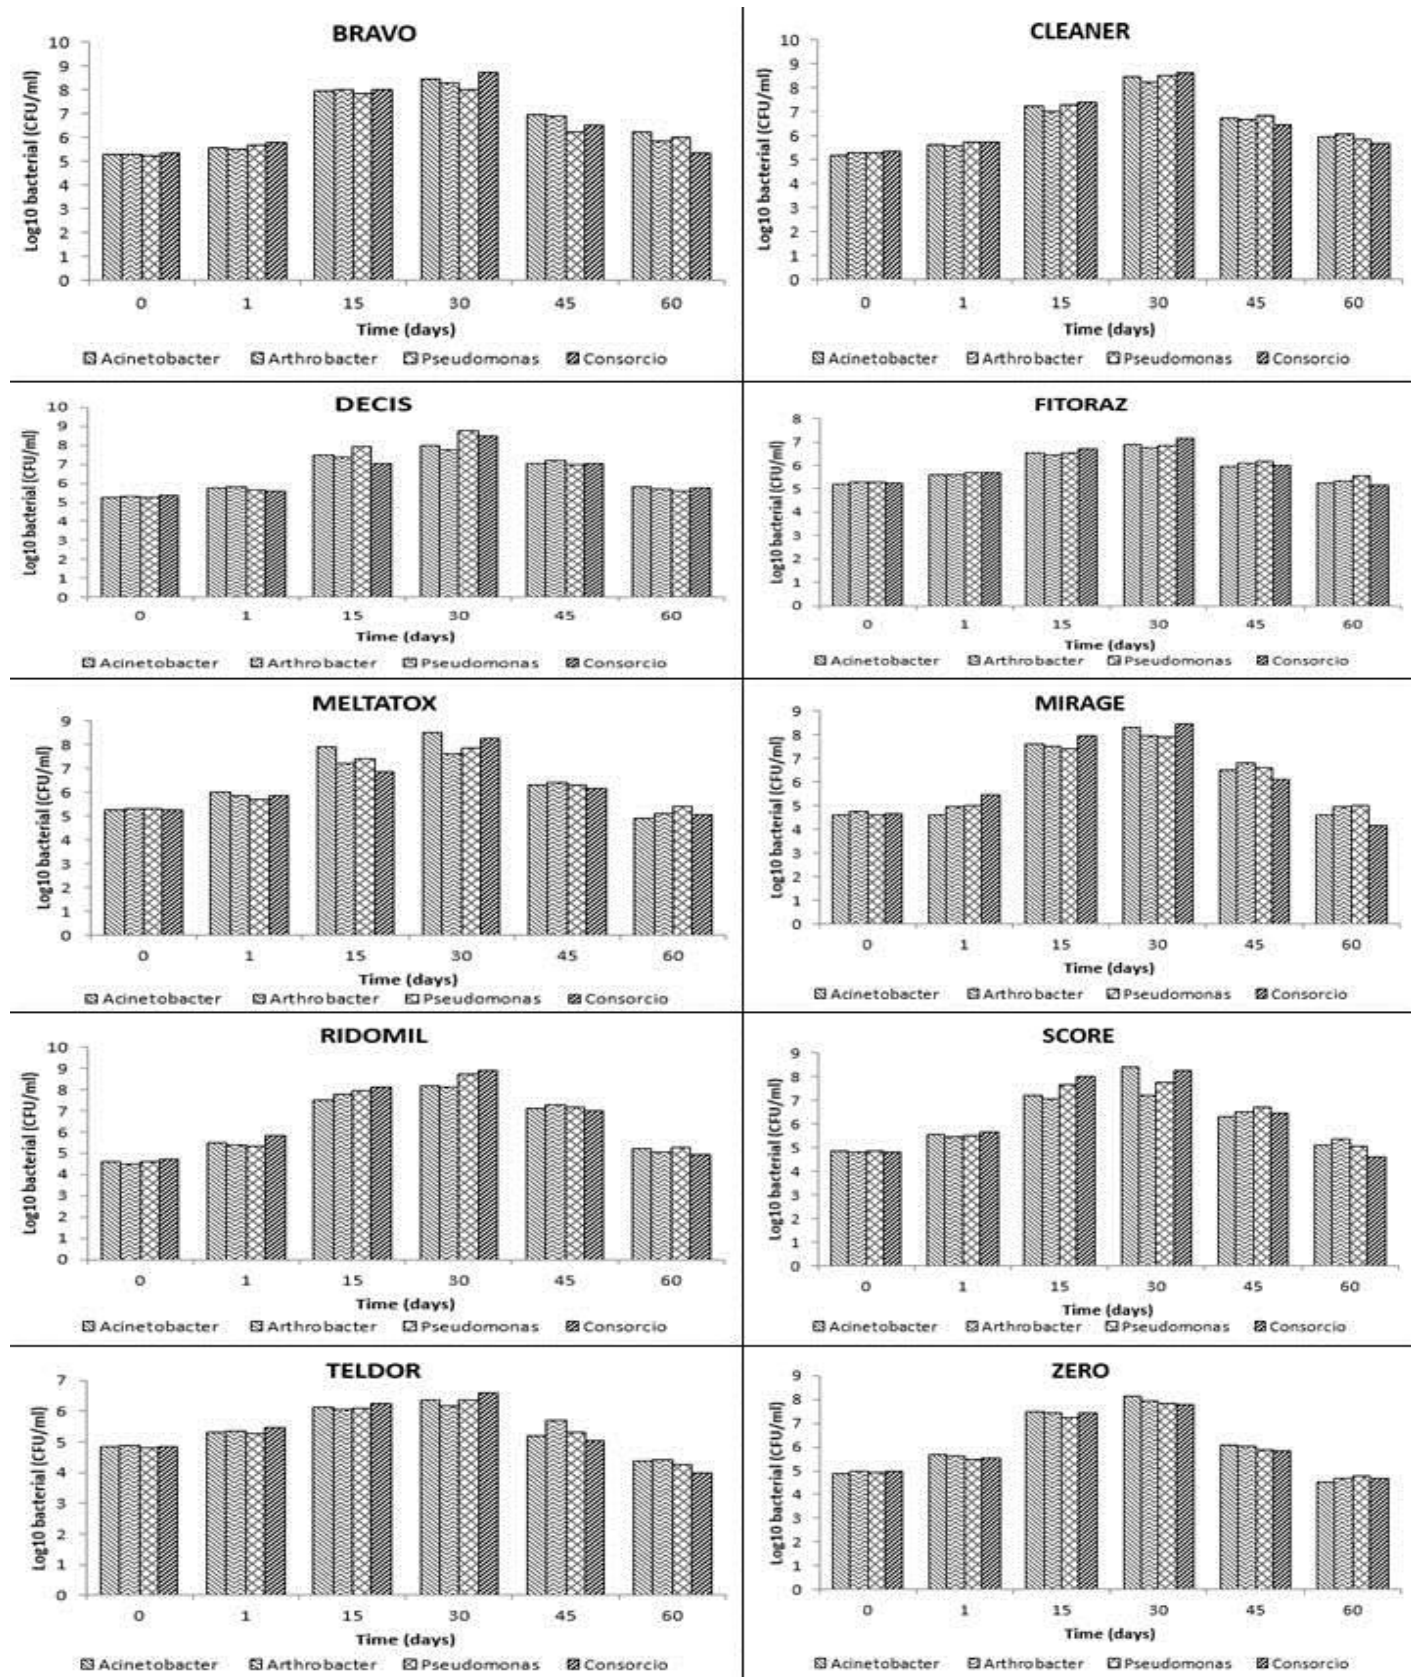 BRAVO
Log10 bacterial (CFU/ml)
10
9
8
7
6
5
4
3
2
1
0
0 1 15 30 45 60
Time (days)
Acinetobacter Arthrobacter Pseudomonas Consorcio
CLEANER
Log10 bacterial (CFU/ml)
10
9
8
7
6
5
4
3
2
1
0
0 1 15 30 45 60
Time (days)
Acinetobacter Arthrobacter Pseudomonas Consorcio
DECIS
Log10 bacterial (CFU/ml)
10
9
8
7
6
5
4
3
2
1
0
0 1 15 30 45 60
Time (days)
Acinetobacter Arthrobacter Pseudomonas Consorcio
FITORAZ
Log10 bacterial (CFU/ml)
8
7
6
5
4
3
2
1
0
0 1 15 30 45 60
Time (days)
Acinetobacter Arthrobacter Pseudomonas Consorcio
MELTATOX
Log10 bacterial (CFU/ml)
9
8
7
6
5
4
3
2
1
0
0 1 15 30 45 60
Time (days)
Acinetobacter Arthrobacter Pseudomonas Consorcio
MIRAGE
Log10 bacterial (CFU/ml)
9
8
7
6
5
4
3
2
1
0
0 1 15 30 45 60
Time (days)
Acinetobacter Arthrobacter Pseudomonas Consorcio
RIDOMIL
Log10 bacterial (CFU/ml)
10
9
8
7
6
5
4
3
2
1
0
0 1 15 30 45 60
Time (days)
Acinetobacter Arthrobacter Pseudomonas Consorcio
SCORE
Log10 bacterial (CFU/ml)
9
8
7
6
5
4
3
2
1
0
0 1 15 30 45 60
Time (days)
Acinetobacter Arthrobacter Pseudomonas Consorcio
TELDOR
Log10 bacterial (CFU/ml)
7
6
5
4
3
2
1
0
0 1 15 30 45 60
Time (days)
Acinetobacter Arthrobacter Pseudomonas Consorcio
ZERO
Log10 bacterial (CFU/ml)
9
8
7
6
5
4
3
2
1
0
0 1 15 30 45 60
Time (days)
Acinetobacter Arthrobacter Pseudomonas Consorcio